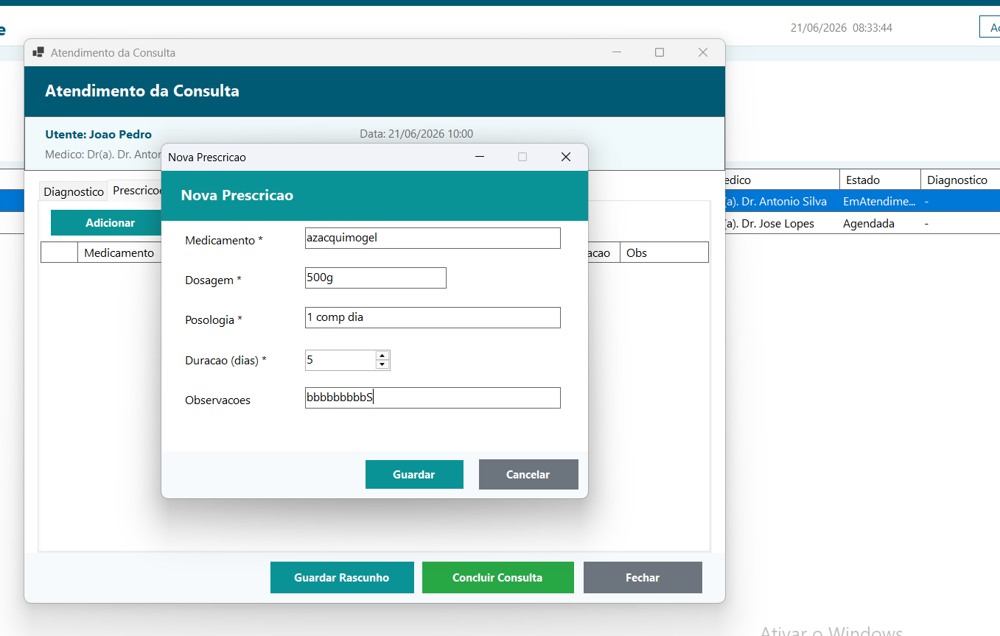 e
21/06/2026 08:33:44
Atendimento da Consulta
Atendimento da Consulta
Utente: Joao Pedro
Data: 21/06/2026 10:00
Medico: Dr(a). Dr. Anton
Nova Prescricao
Nova Prescricao
edico Estado Diagnostico
(a). Dr. Antonio Silva EmAtendime... -
(a). Dr. Jose Lopes Agendada -
Diagnostico Prescricoe
Adicionar
Medicamento
acao Obs
Medicamento * azacquimogel
Dosagem * 500g
Posologia * 1 comp dia
Duracao (dias) * 5
Observacoes bbbbbbbbbS
Guardar Cancelar
Guardar Rascunho Concluir Consulta Fechar
Ativar o Windows